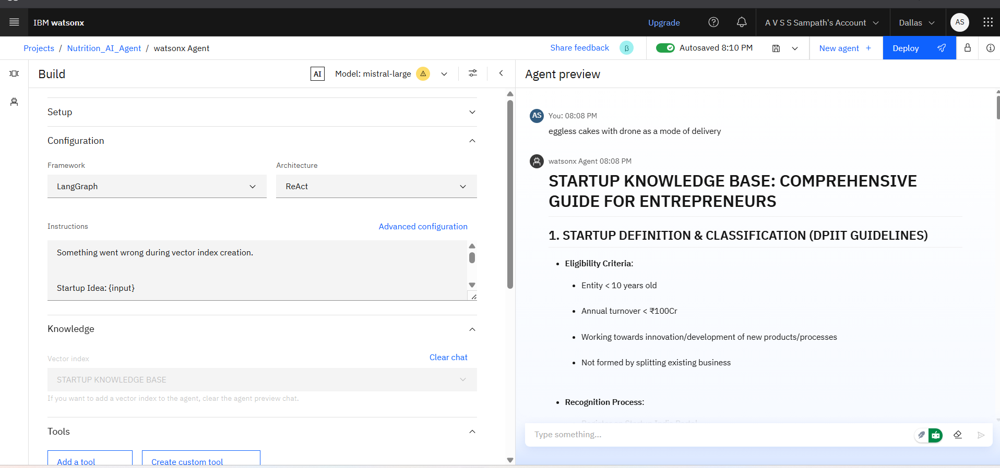 IBM watsonx
Upgrade
A V S S Sampath's Account
Dallas
AS
Projects / Nutrition_AI_Agent / watsonx Agent
Share feedback
β
Autosaved 8:10 PM
New agent +
Deploy
Build
AI
Model: mistral-large
Agent preview
Setup
Configuration
Framework
Architecture
LangGraph
ReAct
Instructions
Advanced configuration
Something went wrong during vector index creation.
Startup Idea: {input}
Knowledge
Vector index
Clear chat
STARTUP KNOWLEDGE BASE
If you want to add a vector index to the agent, clear the agent preview chat.
Tools
Add a tool
Create custom tool
AS
You: 08:08 PM
eggless cakes with drone as a mode of delivery
watsonx Agent 08:08 PM
STARTUP KNOWLEDGE BASE: COMPREHENSIVE
GUIDE FOR ENTREPRENEURS
1. STARTUP DEFINITION & CLASSIFICATION (DPIIT GUIDELINES)
• Eligibility Criteria:
• Entity < 10 years old
• Annual turnover < ₹100Cr
• Working towards innovation/development of new products/processes
• Not formed by splitting existing business
• Recognition Process:
Type something...